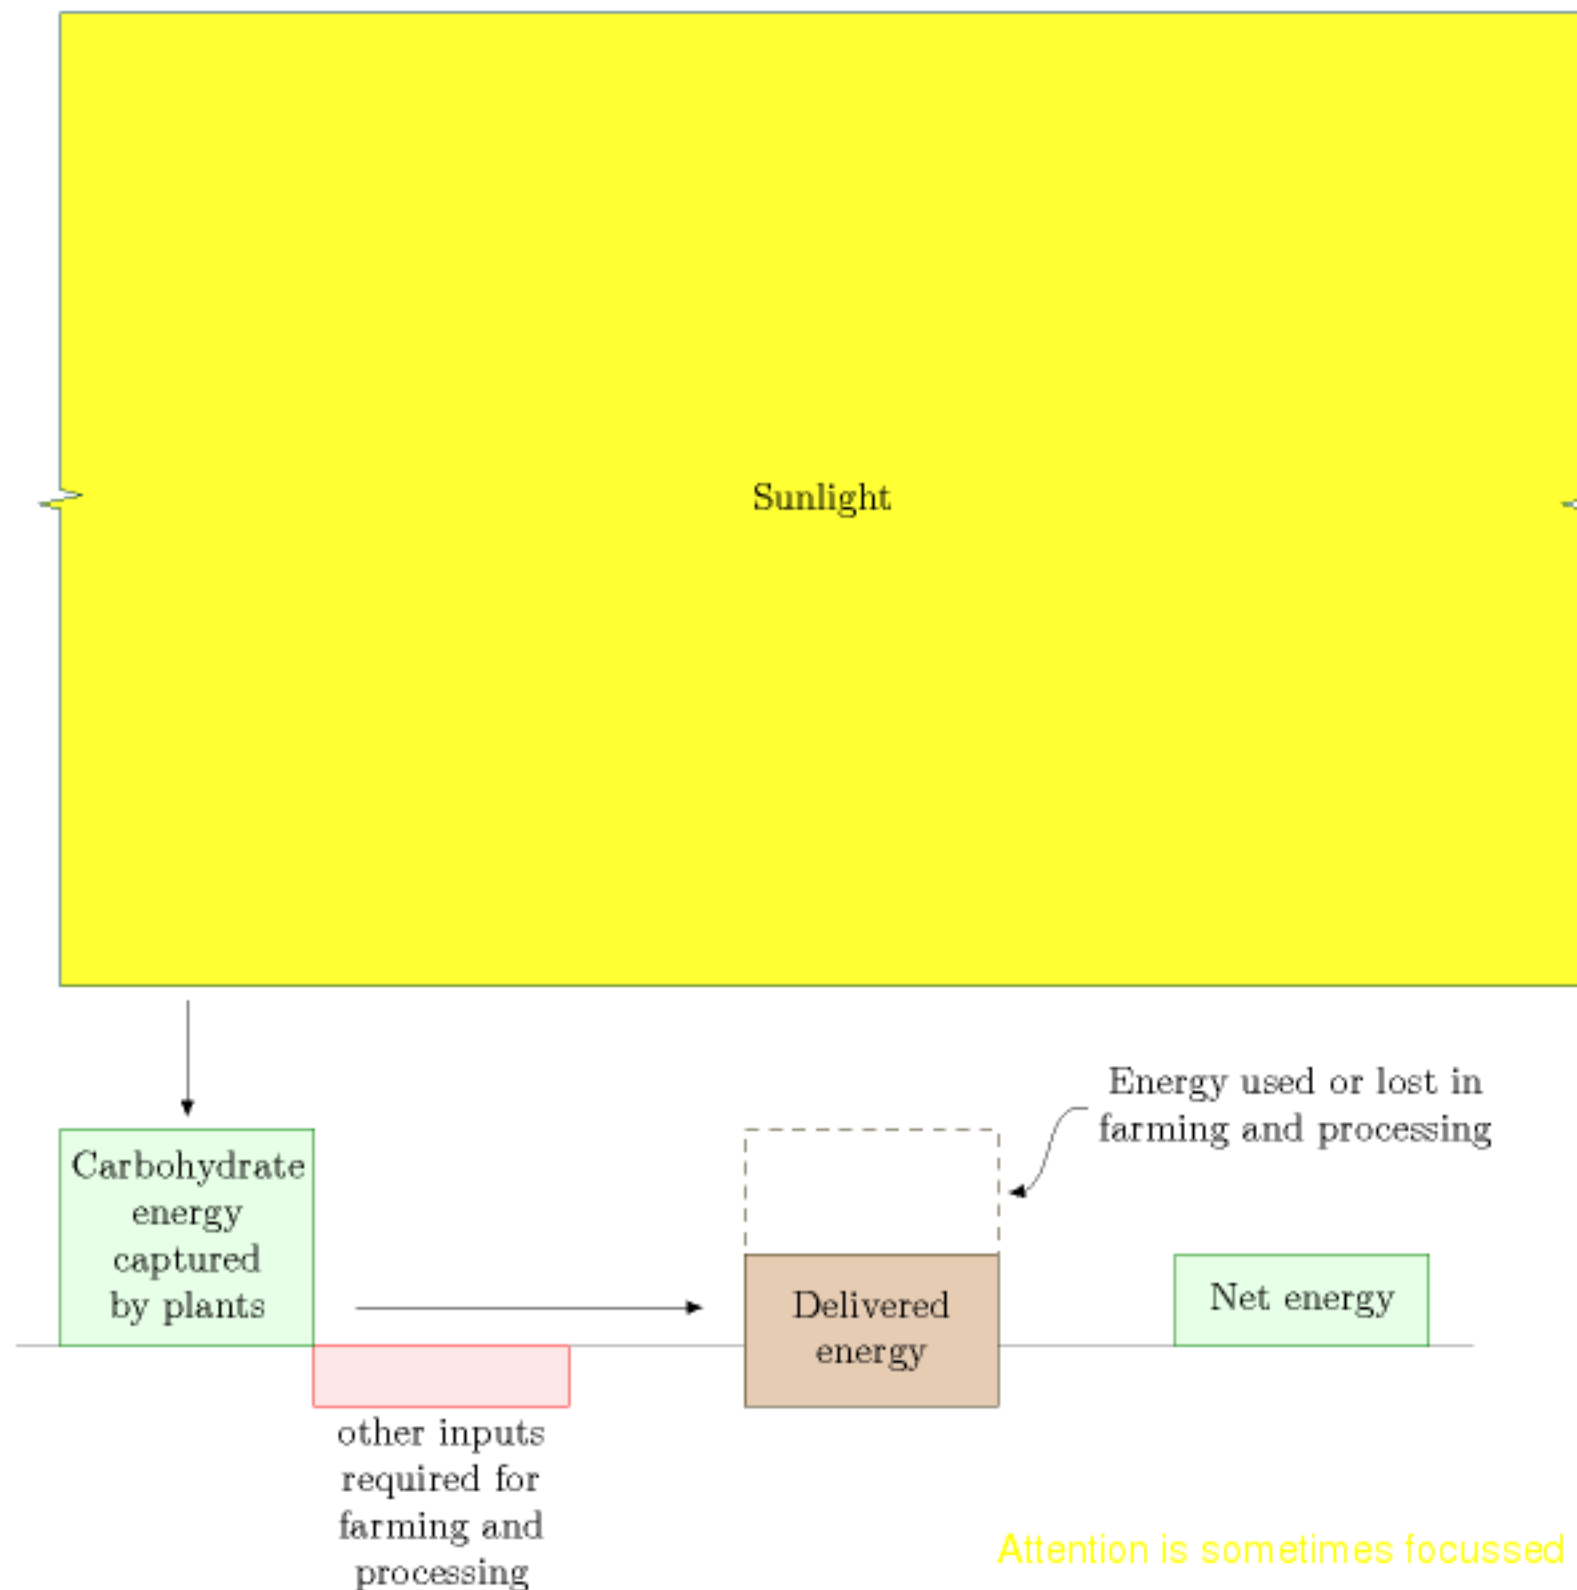 Sunlight
Energy used or lost in
farming and processing
Carbohydrate
energy
captured
by plants
Delivered
energy
Net energy
other inputs
required for
farming and
processing
Attention is sometimes focussed